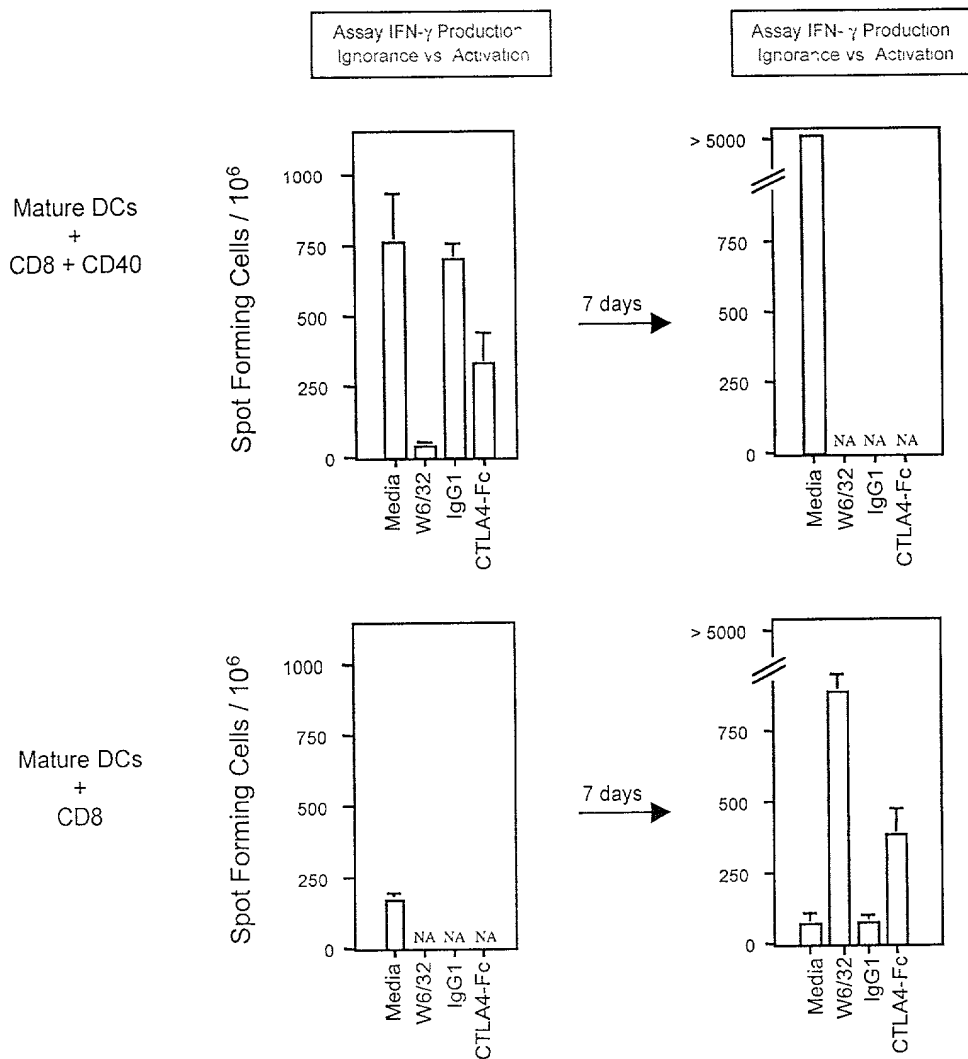 Assay IFN-γ Production
Ignorance vs Activation
Assay IFN-γ Production
Ignorance vs Activation
Mature DCs
+
CD8 + CD40
Spot Forming Cells / 10⁶
1000
750
500
250
0
Media
W6/32
IgG1
CTLA4-Fc
7 days
> 5000
750
500
250
0
NA NA NA
Media
W6/32
IgG1
CTLA4-Fc
Mature DCs
+
CD8
Spot Forming Cells / 10⁶
1000
750
500
250
0
NA NA NA
Media
W6/32
IgG1
CTLA4-Fc
7 days
> 5000
750
500
250
0
Media
W6/32
IgG1
CTLA4-Fc